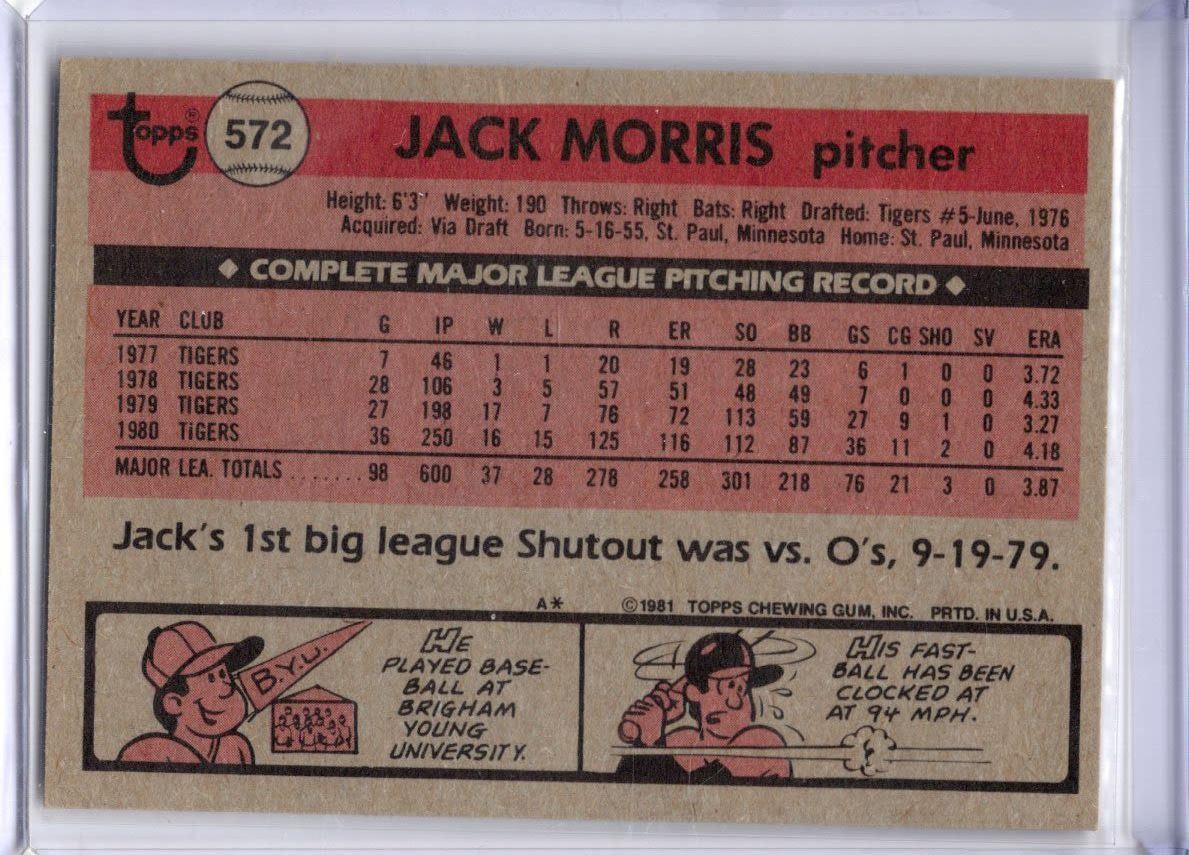 Topps® 572 JACK MORRIS pitcher
Height: 6'3" Weight: 190 Throws: Right Bats: Right Drafted: Tigers #5-June, 1976
Acquired: Via Draft Born: 5-16-55, St. Paul, Minnesota Home: St. Paul, Minnesota
◆ COMPLETE MAJOR LEAGUE PITCHING RECORD ◆
YEAR CLUB G IP W L R ER SO BB GS CG SHO SV ERA
1977 TIGERS 7 46 1 1 20 19 28 23 6 1 0 0 3.72
1978 TIGERS 28 106 3 5 57 51 48 49 7 0 0 0 4.33
1979 TIGERS 27 198 17 7 76 72 113 59 27 9 1 0 3.27
1980 TIGERS 36 250 16 15 125 116 112 87 36 11 2 0 4.18
MAJOR LEA. TOTALS ........ 98 600 37 28 278 258 301 218 76 21 3 0 3.87
Jack's 1st big league Shutout was vs. O's, 9-19-79.
A* ©1981 TOPPS CHEWING GUM, INC. PRTD. IN U.S.A.
B.Y.U.
HE
PLAYED BASE-
BALL AT
BRIGHAM
YOUNG
UNIVERSITY.
HIS FAST-
BALL HAS BEEN
CLOCKED AT
AT 94 MPH.